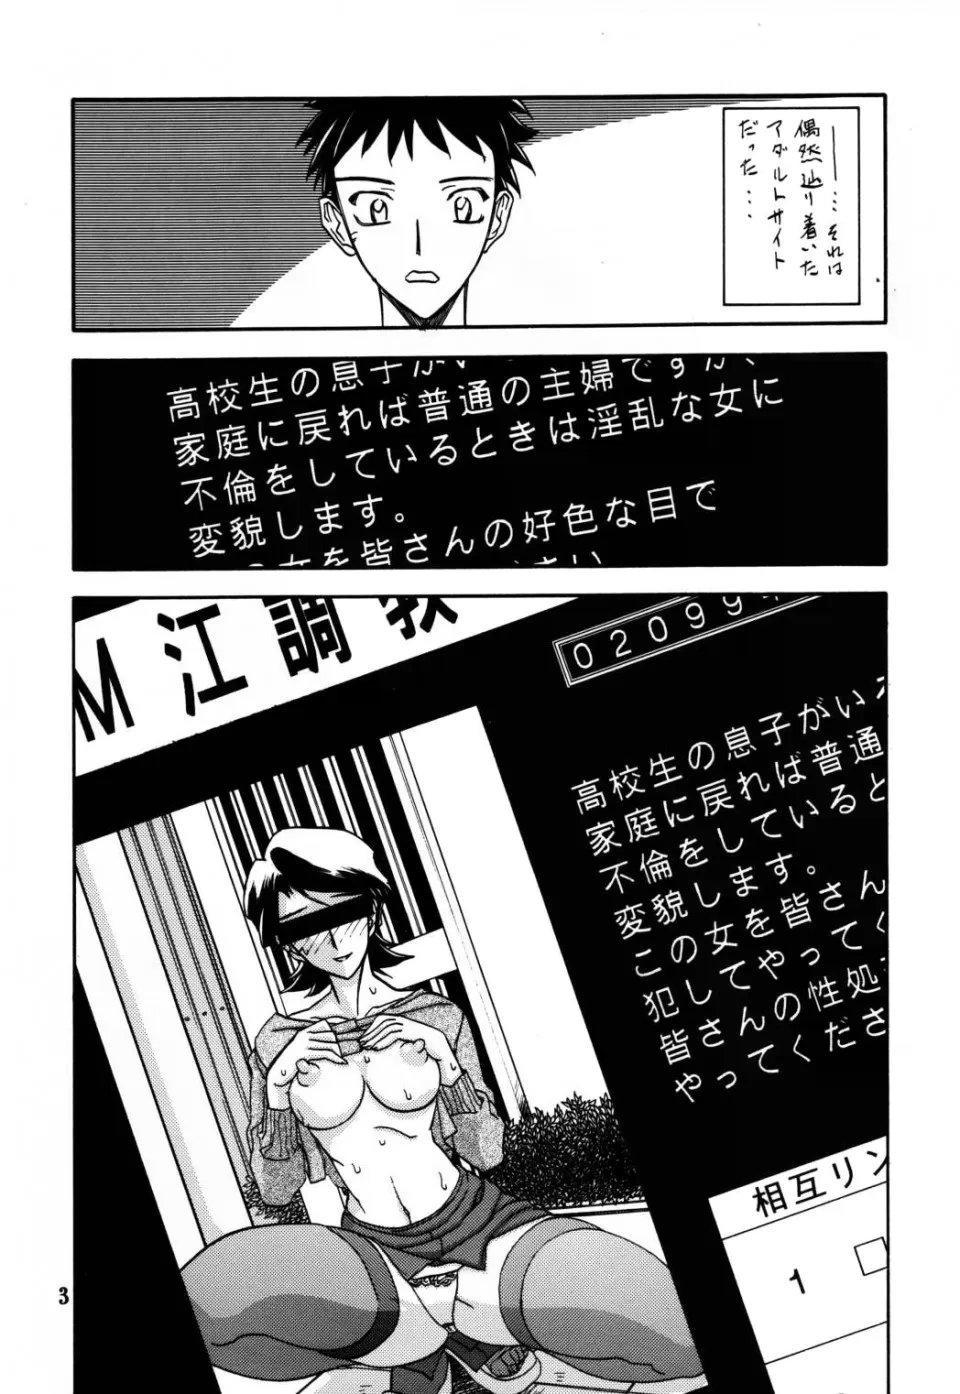 ――…それは
偶然辿り着いた
アダルトサイト
だった…
高校生の息子がい
家庭に戻れば普通の主婦ですが、
不倫をしているときは淫乱な女に
変貌します。
の女を皆さんの好色な目で
さい
M江調教
02099
高校生の息子がいる
家庭に戻れば普通
不倫をしていると
変貌します。
この女を皆さん
犯してやってく
皆さんの性処
やってくださ
相互リン
1
3